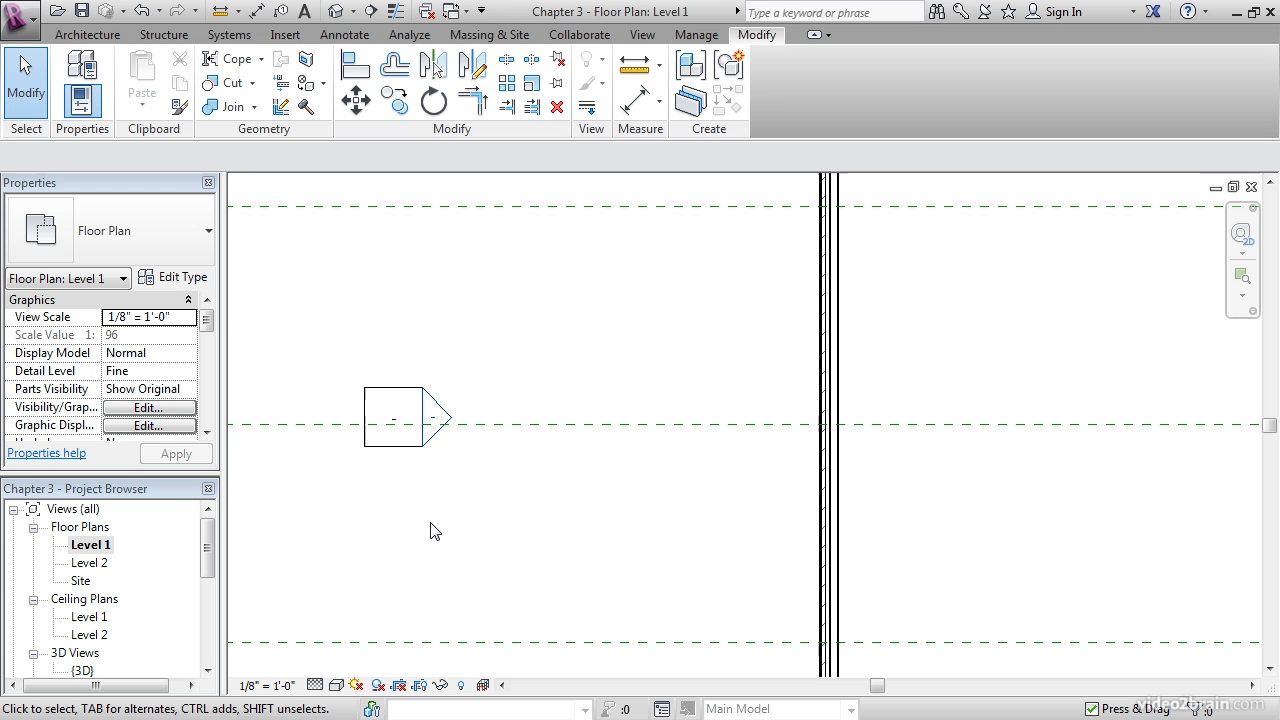 Chapter 3 - Floor Plan: Level 1
Type a keyword or phrase
Sign In
Architecture
Structure
Systems
Insert
Annotate
Analyze
Massing & Site
Collaborate
View
Manage
Modify
Modify
Paste
Cope
Cut
Join
Select
Properties
Clipboard
Geometry
Modify
View
Measure
Create
Properties
Floor Plan
Floor Plan: Level 1
Edit Type
Graphics
View Scale 1/8" = 1'-0"
Scale Value 1: 96
Display Model Normal
Detail Level Fine
Parts Visibility Show Original
Visibility/Grap... Edit...
Graphic Displ... Edit...
Properties help
Apply
Chapter 3 - Project Browser
Views (all)
Floor Plans
Level 1
Level 2
Site
Ceiling Plans
Level 1
Level 2
3D Views
{3D}
2D
1/8" = 1'-0"
Click to select, TAB for alternates, CTRL adds, SHIFT unselects.
:0
Main Model
Press & Drag
:0
video2brain.com